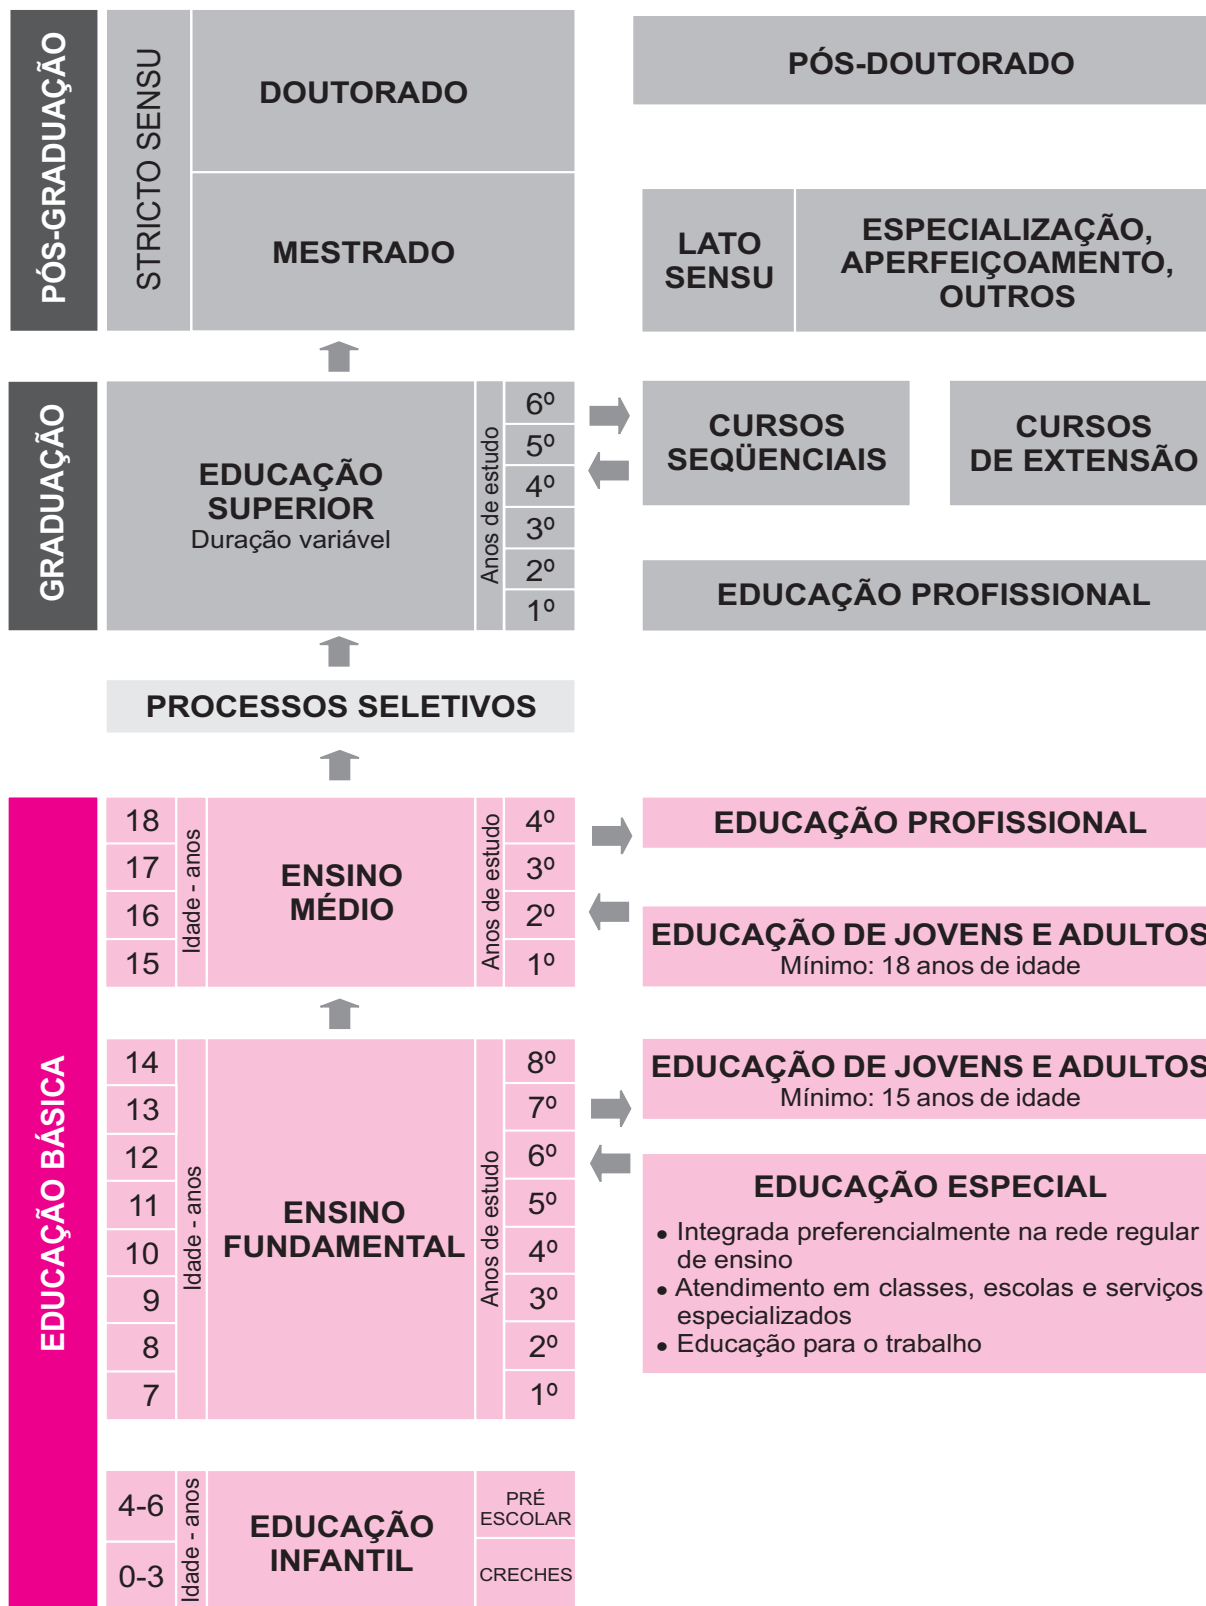 PÓS-GRADUAÇÃO
STRICTO SENSU
DOUTORADO
MESTRADO
PÓS-DOUTORADO
LATO
SENSU
ESPECIALIZAÇÃO,
APERFEIÇOAMENTO,
OUTROS
GRADUAÇÃO
EDUCAÇÃO
SUPERIOR
Duração variável
Anos de estudo
6º
5º
4º
3º
2º
1º
CURSOS
SEQÜENCIAIS
CURSOS
DE EXTENSÃO
EDUCAÇÃO PROFISSIONAL
PROCESSOS SELETIVOS
EDUCAÇÃO BÁSICA
18
17
16
15
Idade - anos
ENSINO
MÉDIO
Anos de estudo
4º
3º
2º
1º
EDUCAÇÃO PROFISSIONAL
EDUCAÇÃO DE JOVENS E ADULTOS
Mínimo: 18 anos de idade
14
13
12
11
10
9
8
7
Idade - anos
ENSINO
FUNDAMENTAL
Anos de estudo
8º
7º
6º
5º
4º
3º
2º
1º
EDUCAÇÃO DE JOVENS E ADULTOS
Mínimo: 15 anos de idade
EDUCAÇÃO ESPECIAL
• Integrada preferencialmente na rede regular
de ensino
• Atendimento em classes, escolas e serviços
especializados
• Educação para o trabalho
4-6
0-3
Idade - anos
EDUCAÇÃO
INFANTIL
PRÉ
ESCOLAR
CRECHES